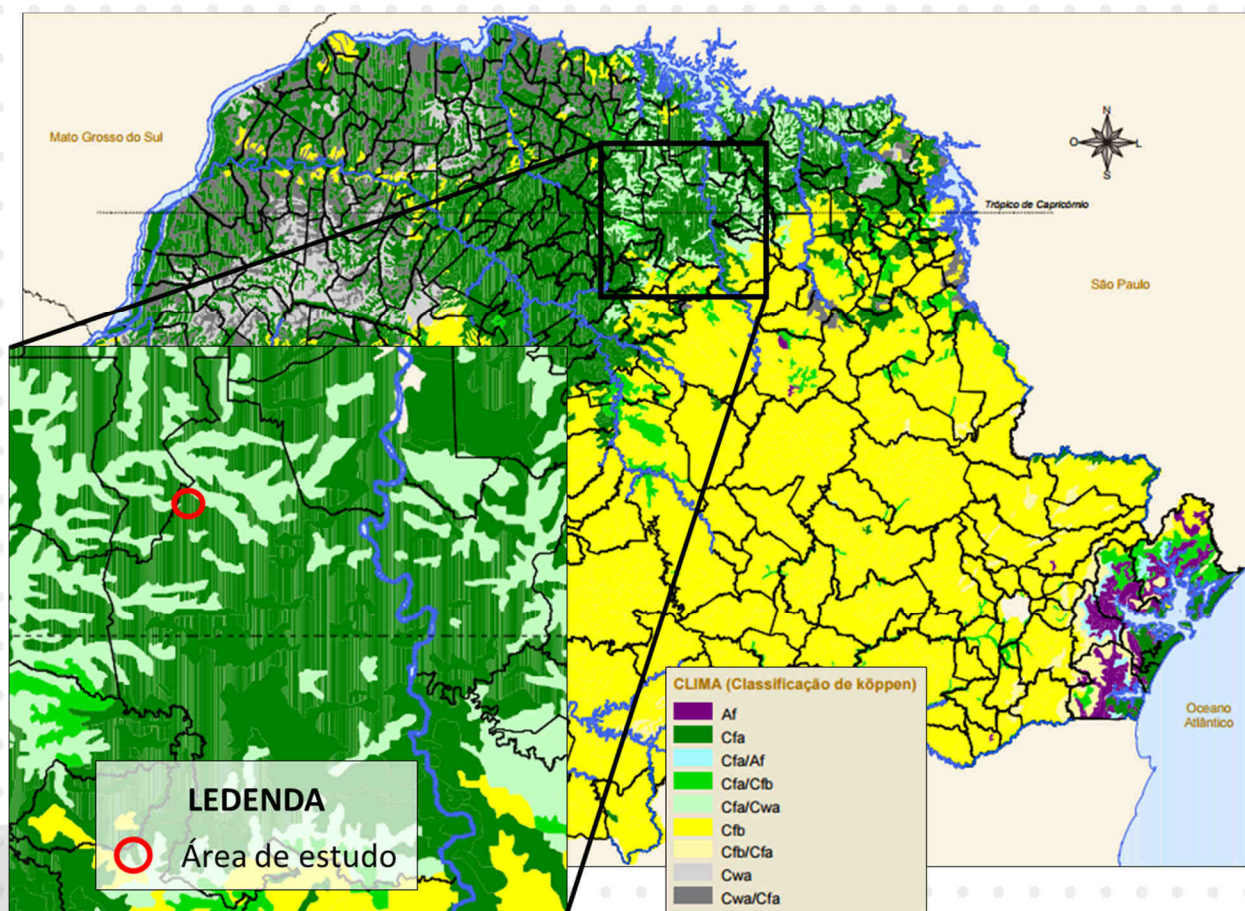 Mato Grosso do Sul
N
O
L
S
Trópico de Capricórnio
São Paulo
LEDENDA
Área de estudo
CLIMA (Classificação de köppen)
Af
Cfa
Cfa/Af
Cfa/Cfb
Cfa/Cwa
Cfb
Cfb/Cfa
Cwa
Cwa/Cfa
Oceano
Atlântico